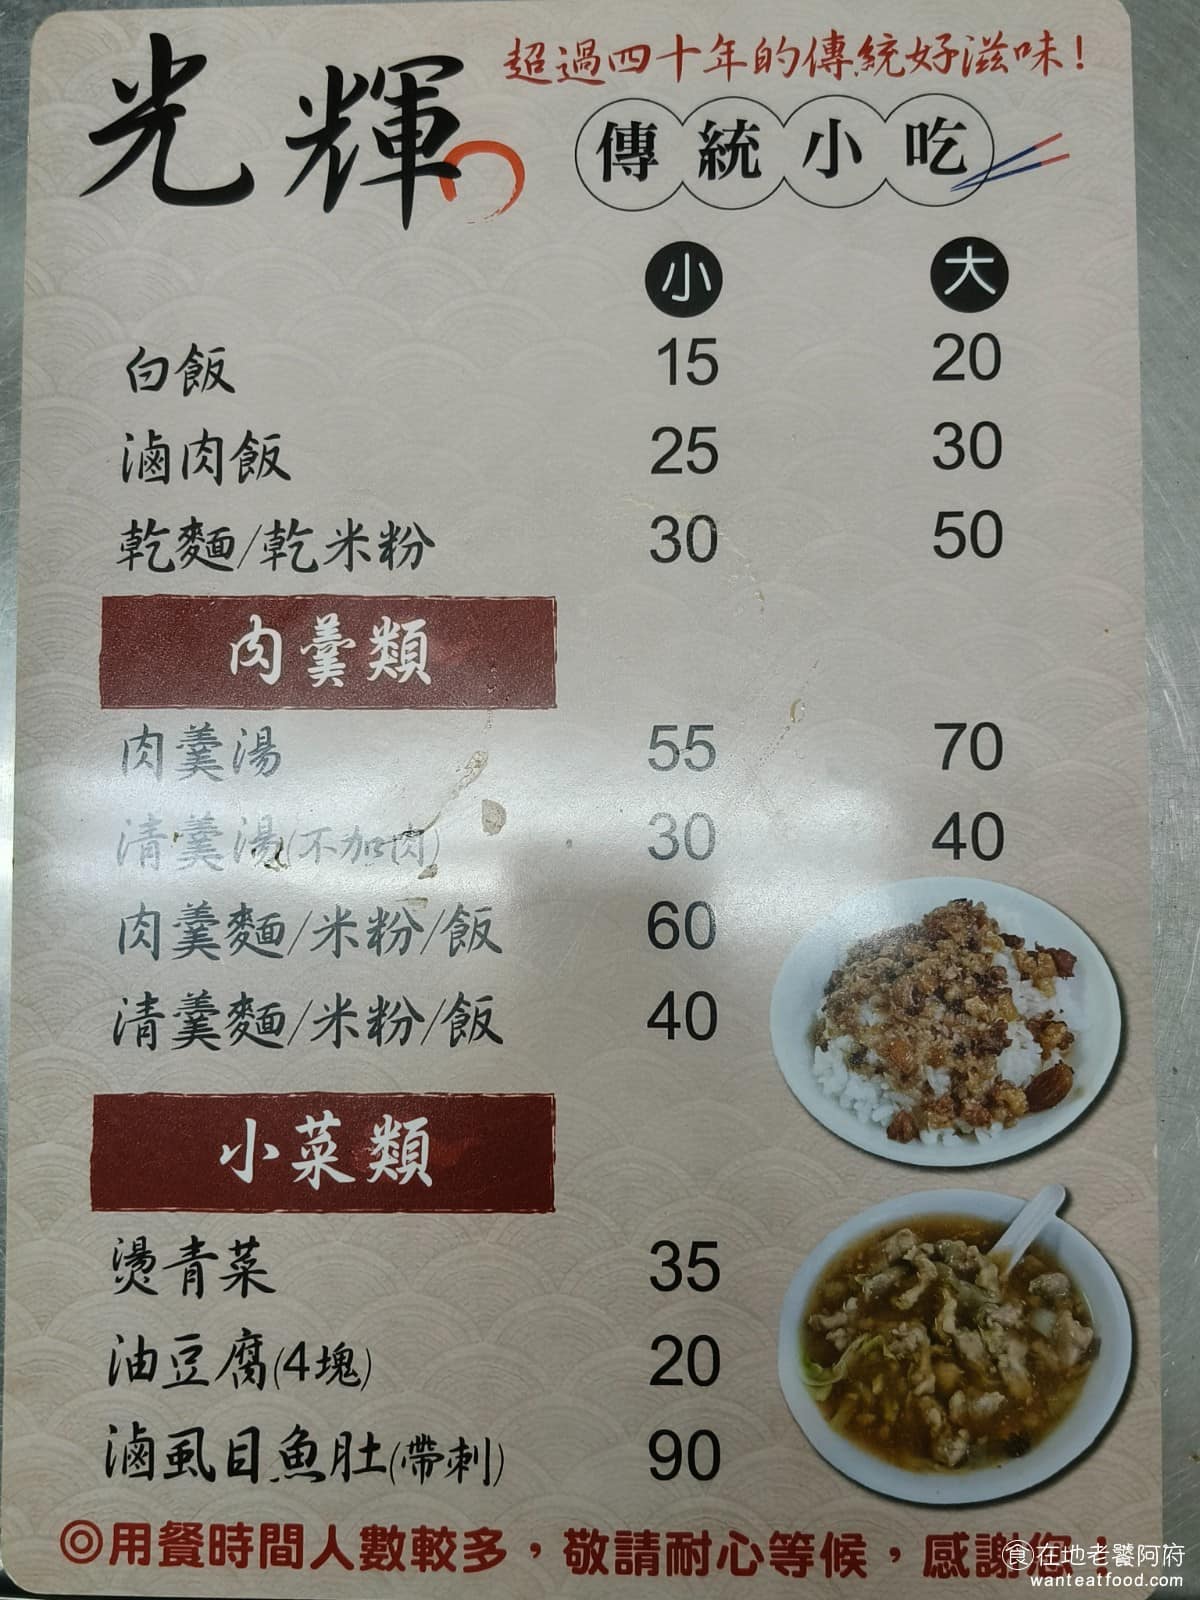 光輝
超過四十年的傳統好滋味!
傳統小吃
小 大
白飯 15 20
滷肉飯 25 30
乾麵/乾米粉 30 50
肉羹類
肉羹湯 55 70
清羹湯(不加肉) 30 40
肉羹麵/米粉/飯 60
清羹麵/米粉/飯 40
小菜類
燙青菜 35
油豆腐(4塊) 20
滷虱目魚肚(帶刺) 90
◎用餐時間人數較多，敬請耐心等候，感謝您！
食在地老饕阿府
wanteatfood.com